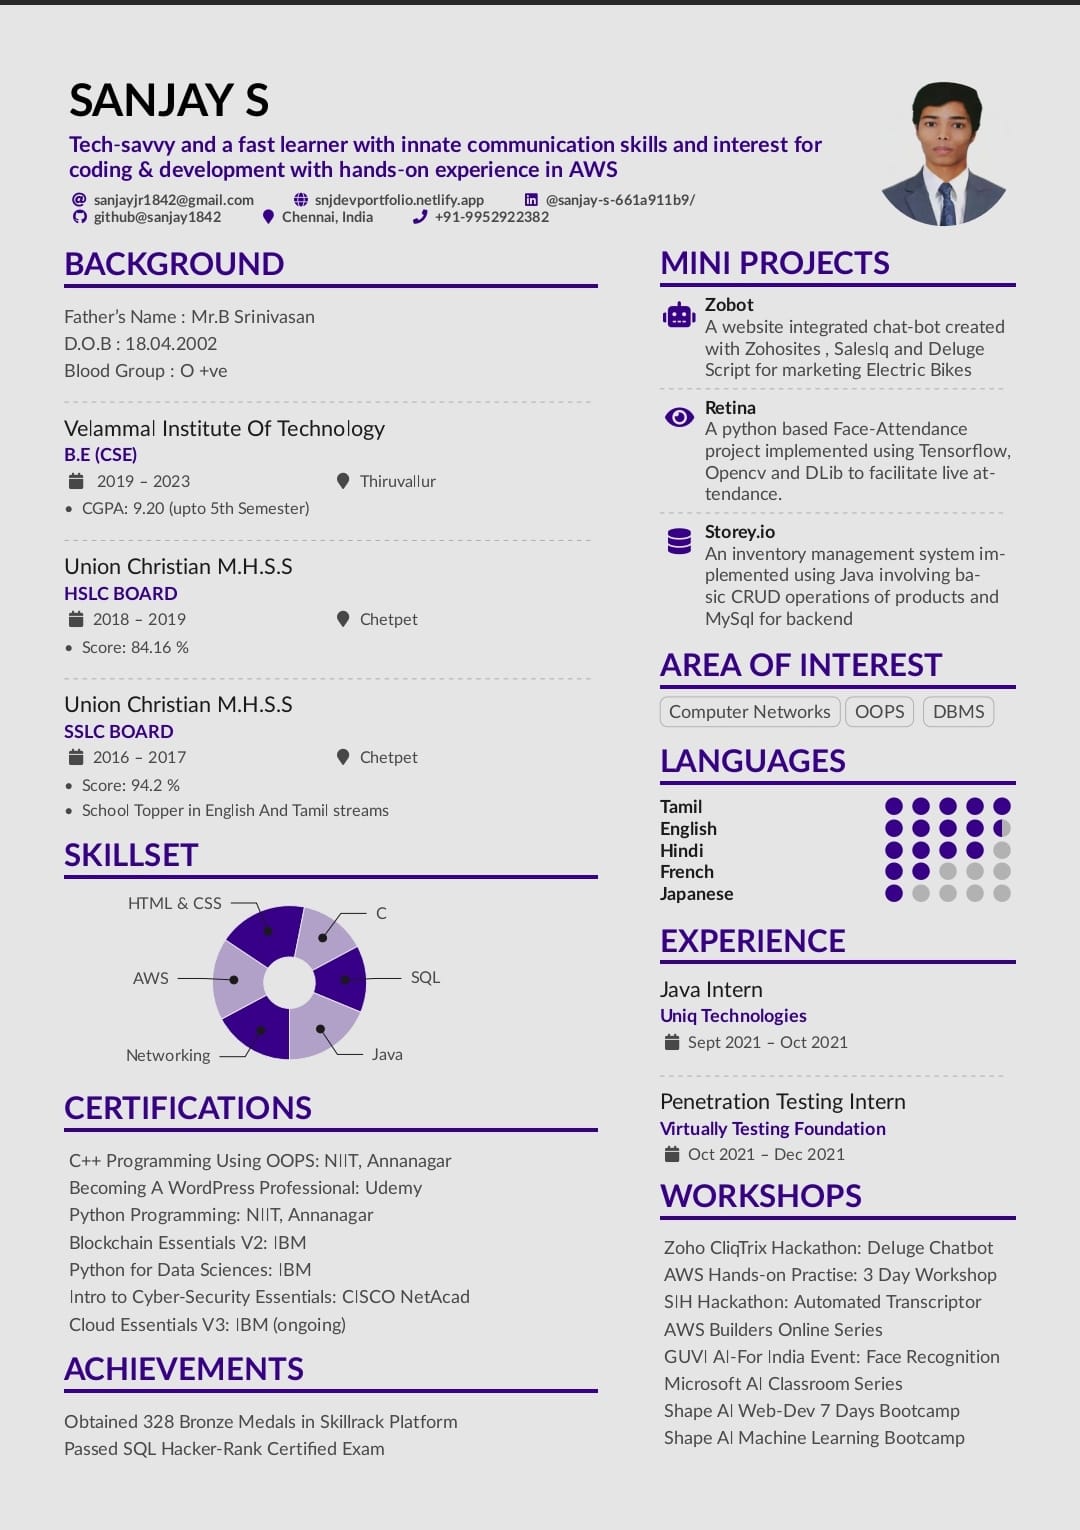 SANJAY S
Tech-savvy and a fast learner with innate communication skills and interest for
coding & development with hands-on experience in AWS
sanjayjr1842@gmail.com snjdevportfolio.netlify.app @sanjay-s-661a911b9/
github@sanjay1842 Chennai, India +91-9952922382
BACKGROUND
Father's Name : Mr.B Srinivasan
D.O.B : 18.04.2002
Blood Group : O +ve
Velammal Institute Of Technology
B.E (CSE)
2019 – 2023 Thiruvallur
• CGPA: 9.20 (upto 5th Semester)
Union Christian M.H.S.S
HSLC BOARD
2018 – 2019 Chetpet
• Score: 84.16 %
Union Christian M.H.S.S
SSLC BOARD
2016 – 2017 Chetpet
• Score: 94.2 %
• School Topper in English And Tamil streams
SKILLSET
HTML & CSS
C
AWS
SQL
Networking
Java
CERTIFICATIONS
C++ Programming Using OOPS: NIIT, Annanagar
Becoming A WordPress Professional: Udemy
Python Programming: NIIT, Annanagar
Blockchain Essentials V2: IBM
Python for Data Sciences: IBM
Intro to Cyber-Security Essentials: CISCO NetAcad
Cloud Essentials V3: IBM (ongoing)
ACHIEVEMENTS
Obtained 328 Bronze Medals in Skillrack Platform
Passed SQL Hacker-Rank Certified Exam
MINI PROJECTS
Zobot
A website integrated chat-bot created
with Zohosites , SalesIq and Deluge
Script for marketing Electric Bikes
Retina
A python based Face-Attendance
project implemented using Tensorflow,
Opencv and DLib to facilitate live at-
tendance.
Storey.io
An inventory management system im-
plemented using Java involving ba-
sic CRUD operations of products and
MySql for backend
AREA OF INTEREST
Computer Networks OOPS DBMS
LANGUAGES
Tamil
English
Hindi
French
Japanese
EXPERIENCE
Java Intern
Uniq Technologies
Sept 2021 – Oct 2021
Penetration Testing Intern
Virtually Testing Foundation
Oct 2021 – Dec 2021
WORKSHOPS
Zoho CliqTrix Hackathon: Deluge Chatbot
AWS Hands-on Practise: 3 Day Workshop
SIH Hackathon: Automated Transcriptor
AWS Builders Online Series
GUVI AI-For India Event: Face Recognition
Microsoft AI Classroom Series
Shape AI Web-Dev 7 Days Bootcamp
Shape AI Machine Learning Bootcamp